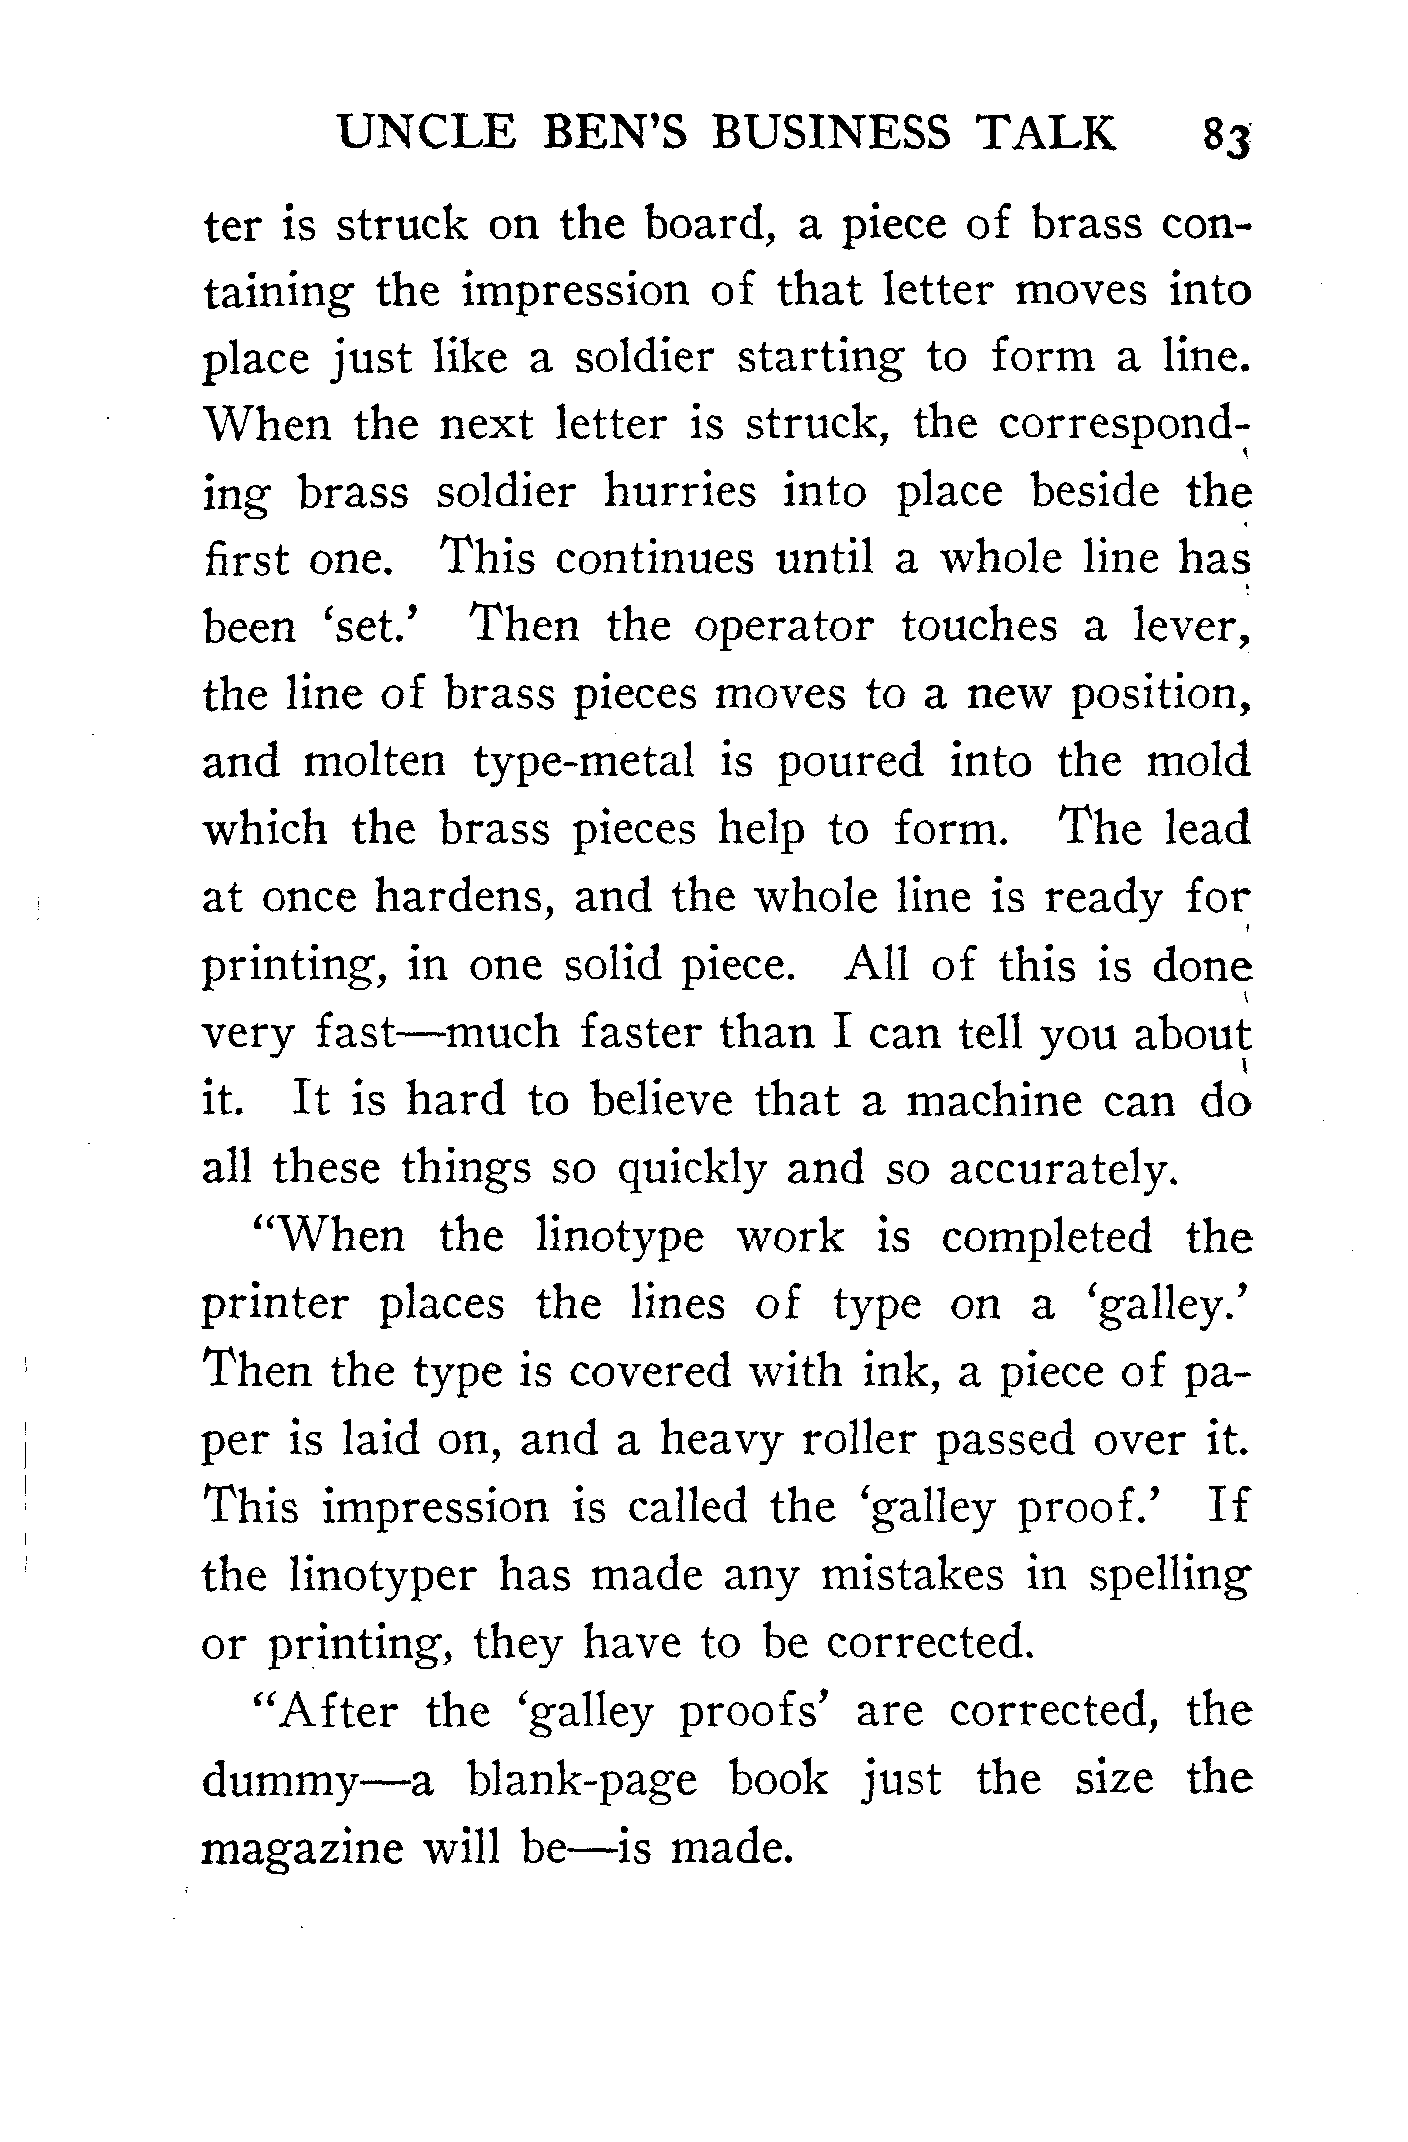 UNCLE BEN'S BUSINESS TALK 83
ter is struck on the board, a piece of brass con-
taining the impression of that letter moves into
place just like a soldier starting to form a line.
When the next letter is struck, the correspond-
ing brass soldier hurries into place beside the
first one. This continues until a whole line has
been ‘set.’ Then the operator touches a lever,
the line of brass pieces moves to a new position,
and molten type-metal is poured into the mold
which the brass pieces help to form. The lead
at once hardens, and the whole line is ready for
printing, in one solid piece. All of this is done
very fast—much faster than I can tell you about
it. It is hard to believe that a machine can do
all these things so quickly and so accurately.
“When the linotype work is completed the
printer places the lines of type on a ‘galley.’
Then the type is covered with ink, a piece of pa-
per is laid on, and a heavy roller passed over it.
This impression is called the ‘galley proof.’ If
the linotyper has made any mistakes in spelling
or printing, they have to be corrected.
“After the ‘galley proofs’ are corrected, the
dummy—a blank-page book just the size the
magazine will be—is made.